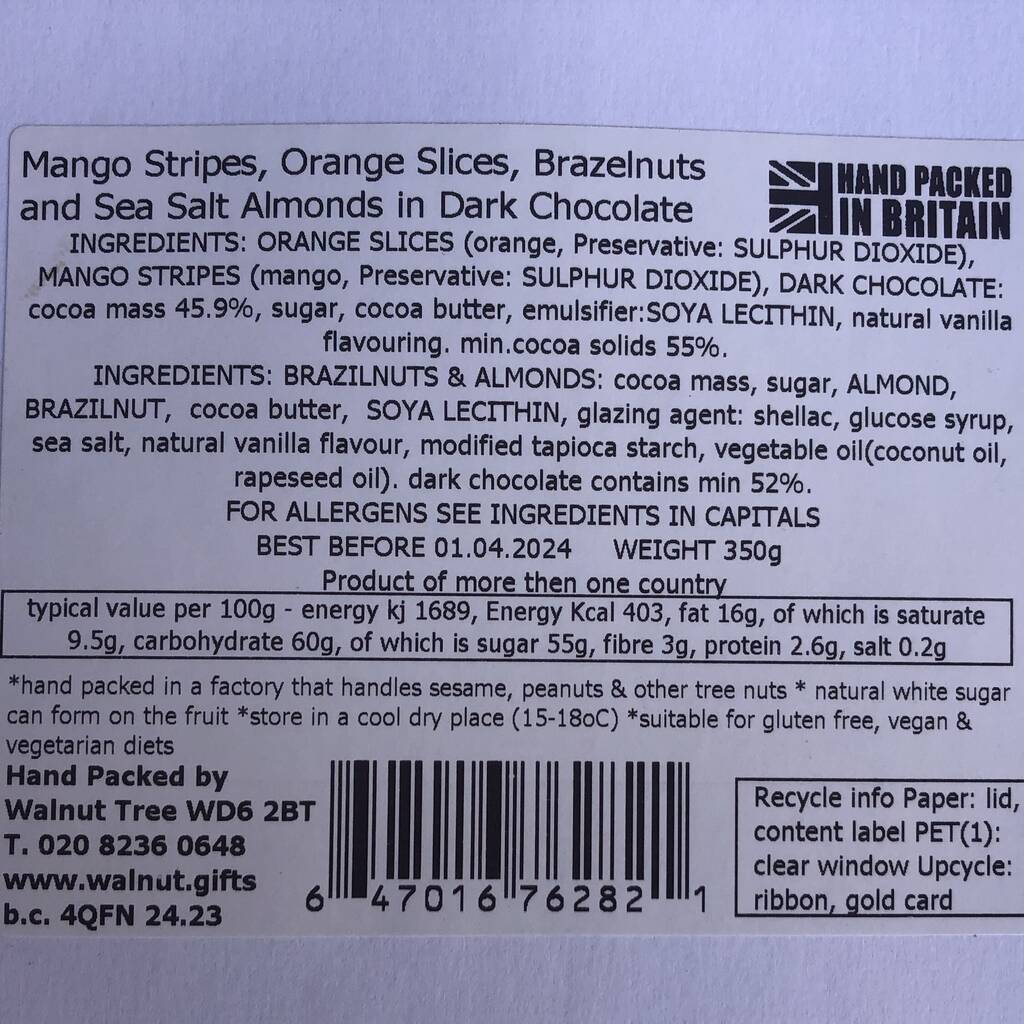 Mango Stripes, Orange Slices, Brazelnuts
and Sea Salt Almonds in Dark Chocolate
HAND PACKED
IN BRITAIN
INGREDIENTS: ORANGE SLICES (orange, Preservative: SULPHUR DIOXIDE),
MANGO STRIPES (mango, Preservative: SULPHUR DIOXIDE), DARK CHOCOLATE:
cocoa mass 45.9%, sugar, cocoa butter, emulsifier:SOYA LECITHIN, natural vanilla
flavouring. min.cocoa solids 55%.
INGREDIENTS: BRAZILNUTS & ALMONDS: cocoa mass, sugar, ALMOND,
BRAZILNUT, cocoa butter, SOYA LECITHIN, glazing agent: shellac, glucose syrup,
sea salt, natural vanilla flavour, modified tapioca starch, vegetable oil(coconut oil,
rapeseed oil). dark chocolate contains min 52%.
FOR ALLERGENS SEE INGREDIENTS IN CAPITALS
BEST BEFORE 01.04.2024 WEIGHT 350g
Product of more then one country
typical value per 100g - energy kj 1689, Energy Kcal 403, fat 16g, of which is saturate
9.5g, carbohydrate 60g, of which is sugar 55g, fibre 3g, protein 2.6g, salt 0.2g
*hand packed in a factory that handles sesame, peanuts & other tree nuts * natural white sugar
can form on the fruit *store in a cool dry place (15-18oC) *suitable for gluten free, vegan &
vegetarian diets
Hand Packed by
Walnut Tree WD6 2BT
T. 020 8236 0648
www.walnut.gifts
b.c. 4QFN 24.23
6 47016 76282 1
Recycle info Paper: lid,
content label PET(1):
clear window Upcycle:
ribbon, gold card